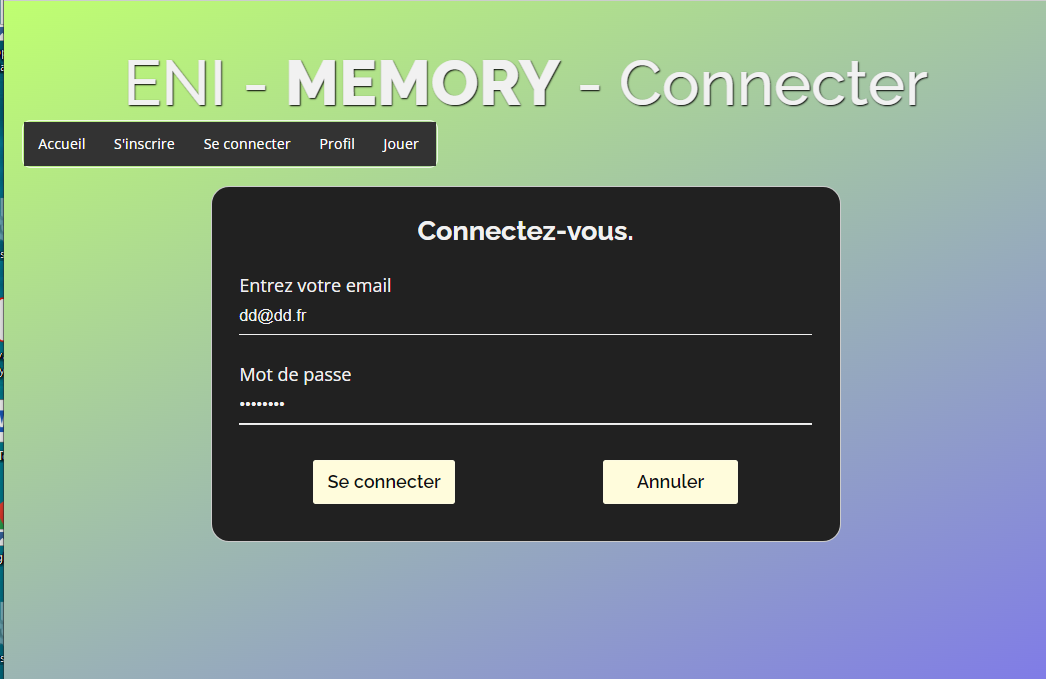 ENI - MEMORY - Connecter
Accueil S'inscrire Se connecter Profil Jouer
Connectez-vous.
Entrez votre email
dd@dd.fr
Mot de passe
••••••••
Se connecter Annuler